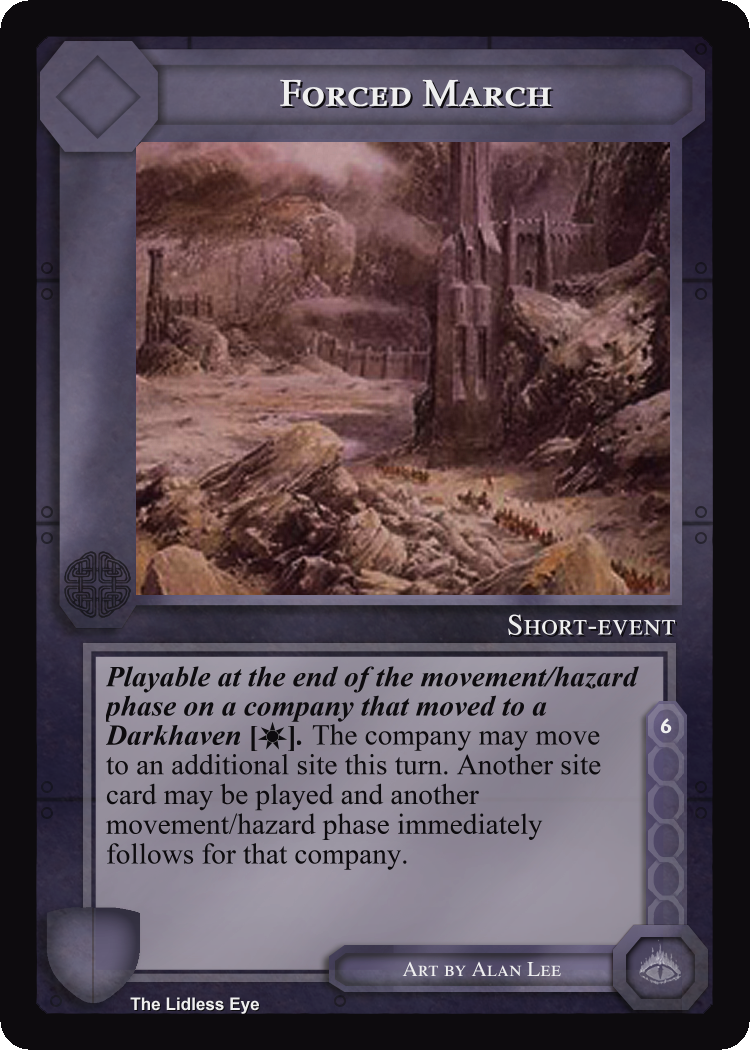 Forced March
Short-event
Playable at the end of the movement/hazard
phase on a company that moved to a
Darkhaven [☀]. The company may move
to an additional site this turn. Another site
card may be played and another
movement/hazard phase immediately
follows for that company.
6
Art by Alan Lee
The Lidless Eye